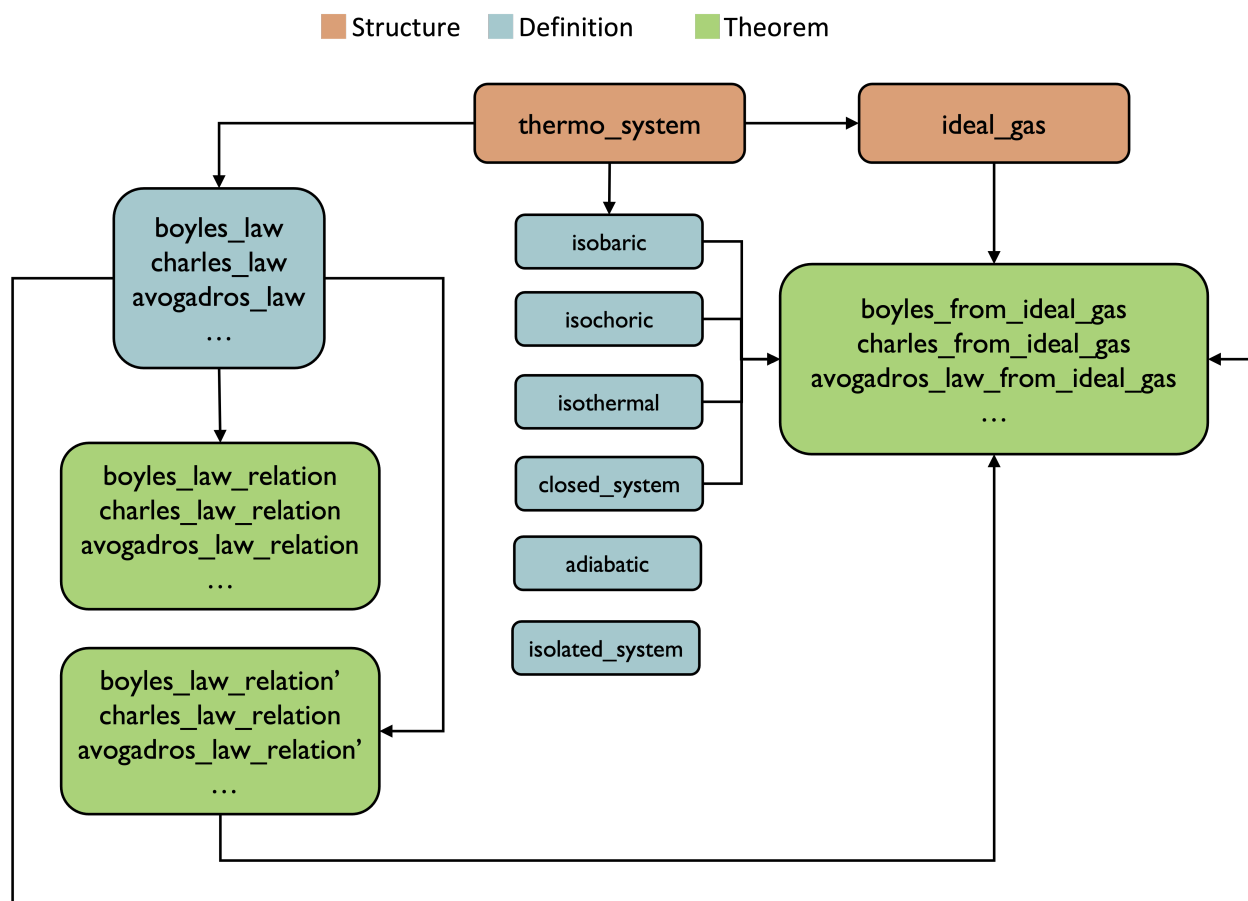 Structure
Definition
Theorem
thermo_system
ideal_gas
boyles_law
charles_law
avogadros_law
...
isobaric
isochoric
isothermal
closed_system
adiabatic
isolated_system
boyles_from_ideal_gas
charles_from_ideal_gas
avogadros_law_from_ideal_gas
...
boyles_law_relation
charles_law_relation
avogadros_law_relation
...
boyles_law_relation’
charles_law_relation
avogadros_law_relation’
...